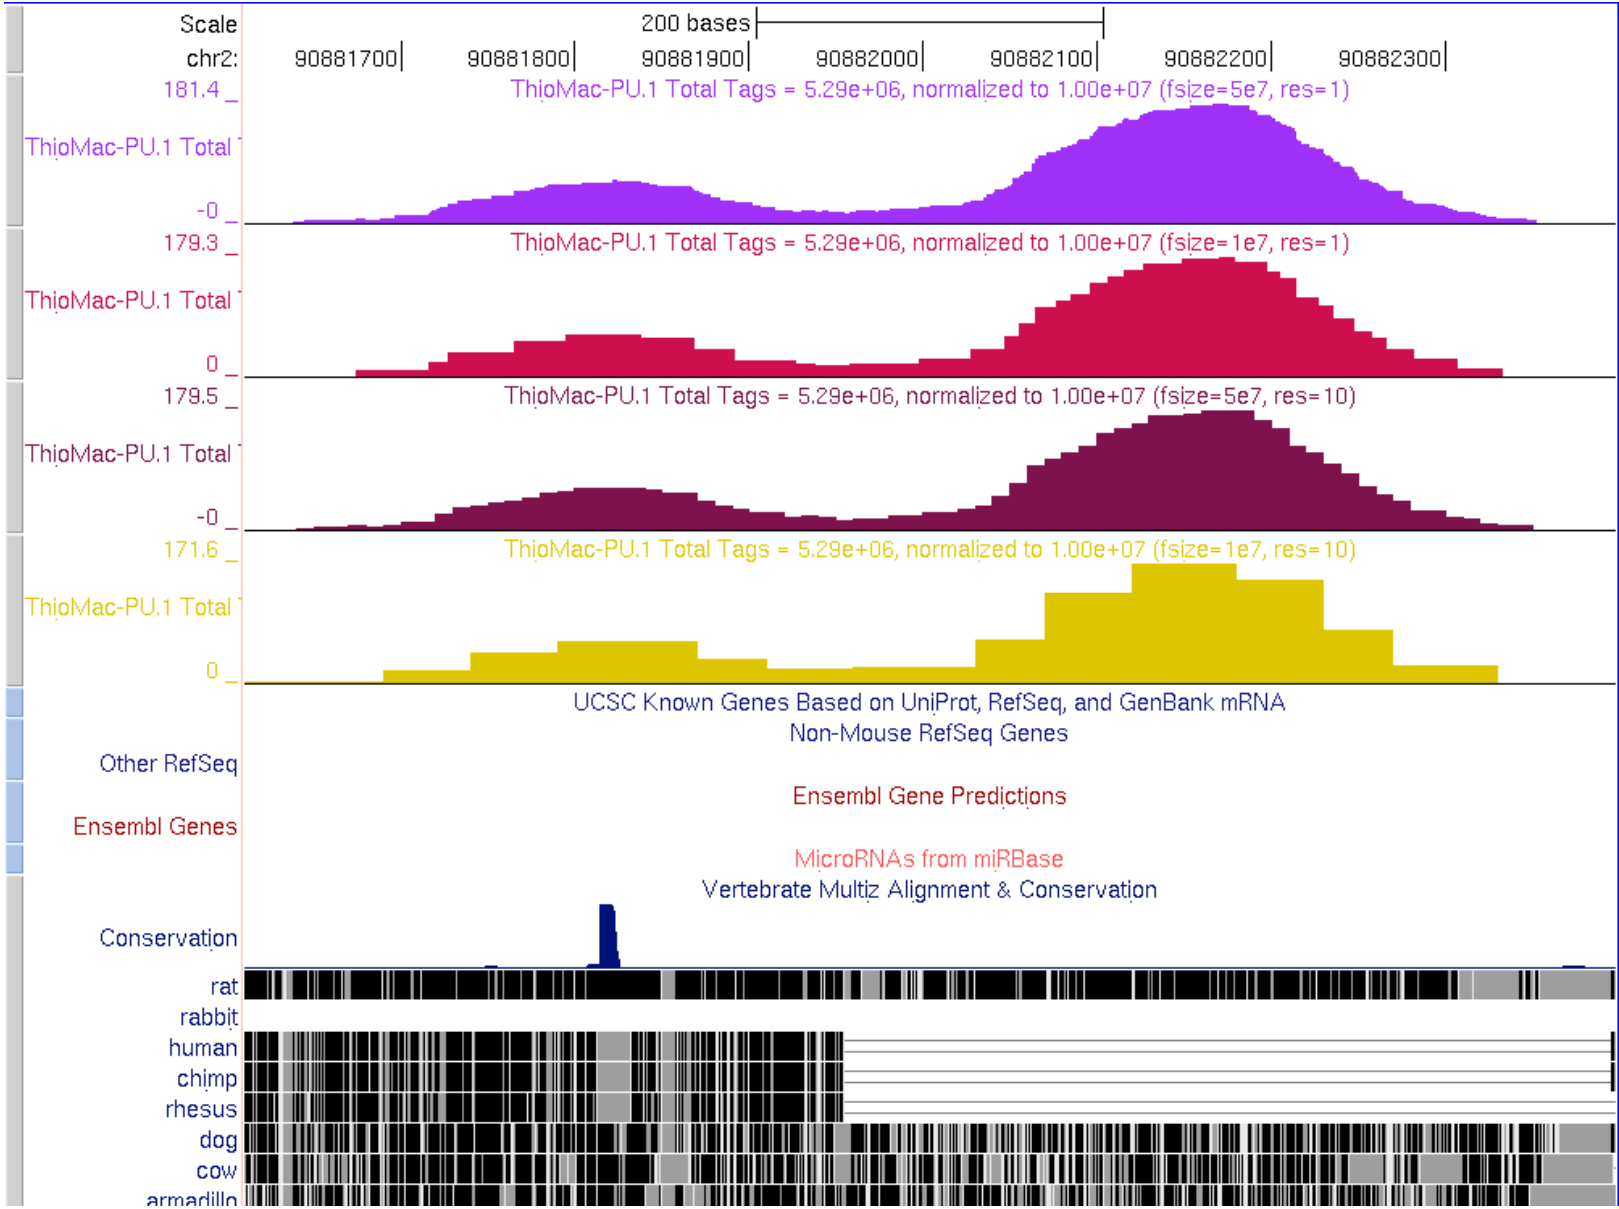 Scale 200 bases
chr2: 90881700 90881800 90881900 90882000 90882100 90882200 90882300
181.4 _ ThioMac-PU.1 Total Tags = 5.29e+06, normalized to 1.00e+07 (fsize=5e7, res=1)
ThioMac-PU.1 Total
-0 _
179.3 _ ThioMac-PU.1 Total Tags = 5.29e+06, normalized to 1.00e+07 (fsize=1e7, res=1)
ThioMac-PU.1 Total
0 _
179.5 _ ThioMac-PU.1 Total Tags = 5.29e+06, normalized to 1.00e+07 (fsize=5e7, res=10)
ThioMac-PU.1 Total
-0 _
171.6 _ ThioMac-PU.1 Total Tags = 5.29e+06, normalized to 1.00e+07 (fsize=1e7, res=10)
ThioMac-PU.1 Total
0 _
UCSC Known Genes Based on UniProt, RefSeq, and GenBank mRNA
Non-Mouse RefSeq Genes
Other RefSeq
Ensembl Gene Predictions
Ensembl Genes
MicroRNAs from miRBase
Vertebrate Multiz Alignment & Conservation
Conservation
rat
rabbit
human
chimp
rhesus
dog
cow
armadillo